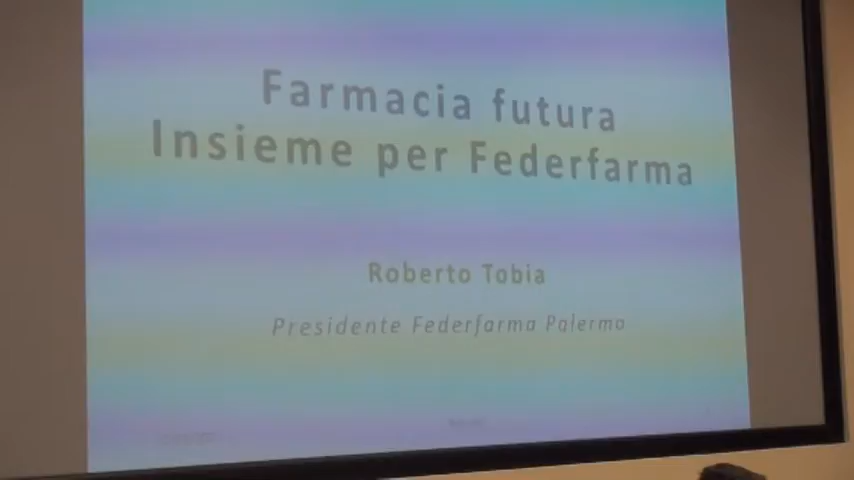 Farmacia futura
Insieme per Federfarma
Roberto Tobia
Presidente Federfarma Palermo